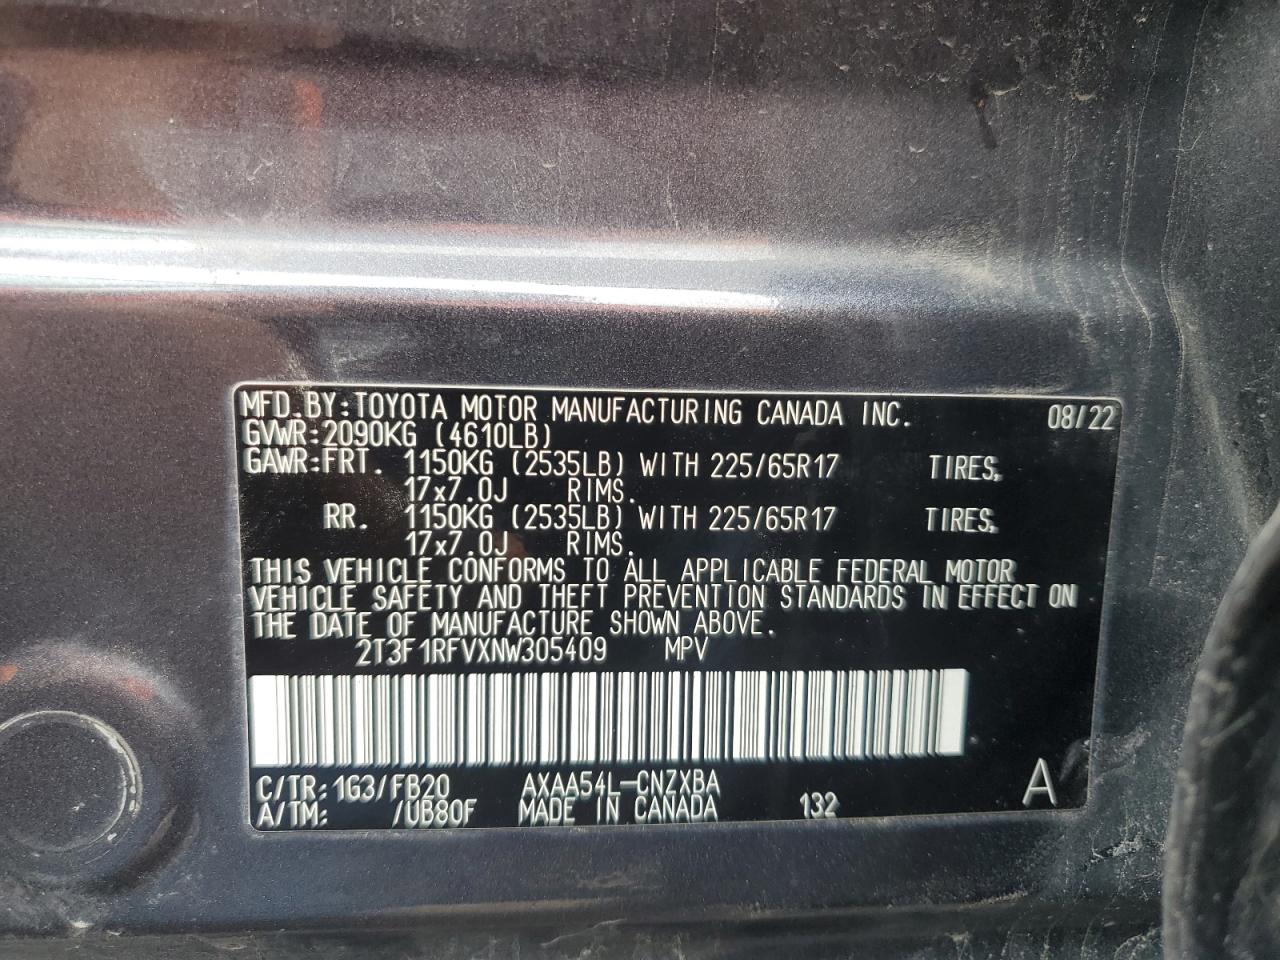 MFD.BY:TOYOTA MOTOR MANUFACTURING CANADA INC. 08/22
GVWR:2090KG (4610LB)
GAWR:FRT. 1150KG (2535LB) WITH 225/65R17 TIRES,
17x7.0J RIMS.
RR. 1150KG (2535LB) WITH 225/65R17 TIRES,
17x7.0J RIMS.
THIS VEHICLE CONFORMS TO ALL APPLICABLE FEDERAL MOTOR
VEHICLE SAFETY AND THEFT PREVENTION STANDARDS IN EFFECT ON
THE DATE OF MANUFACTURE SHOWN ABOVE.
2T3F1RFVXNW305409 MPV
C/TR:1G3/FB20 AXAA54L-CNZXBA
A/TM: /UB80F MADE IN CANADA 132 A